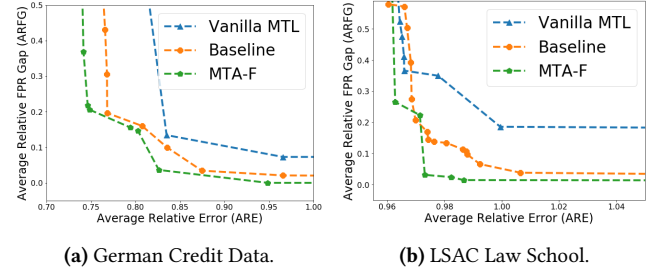 Average Relative FPR Gap (ARFG)
0.5
0.4
0.3
0.2
0.1
0.0
Vanilla MTL
Baseline
MTA-F
0.70 0.75 0.80 0.85 0.90 0.95 1.00
Average Relative Error (ARE)
(a) German Credit Data.
Average Relative FPR Gap (ARFG)
0.5
0.4
0.3
0.2
0.1
0.0
Vanilla MTL
Baseline
MTA-F
0.96 0.98 1.00 1.02 1.04
Average Relative Error (ARE)
(b) LSAC Law School.